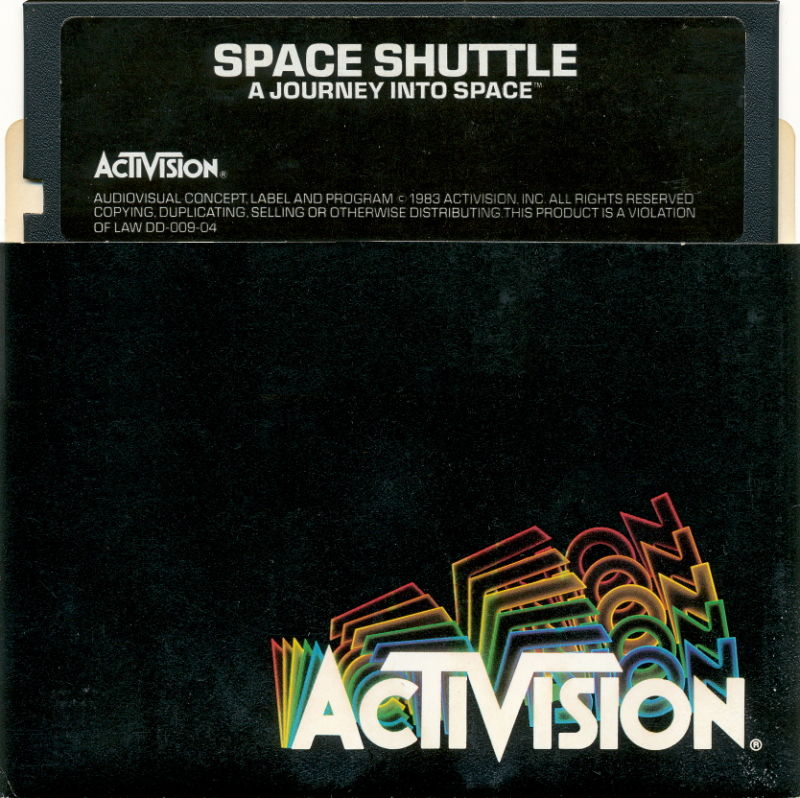 SPACE SHUTTLE
A JOURNEY INTO SPACE™
ACTIVISION®
AUDIOVISUAL CONCEPT, LABEL AND PROGRAM © 1983 ACTIVISION, INC. ALL RIGHTS RESERVED
COPYING, DUPLICATING, SELLING OR OTHERWISE DISTRIBUTING THIS PRODUCT IS A VIOLATION
OF LAW DD-009-04
ACTIVISION®